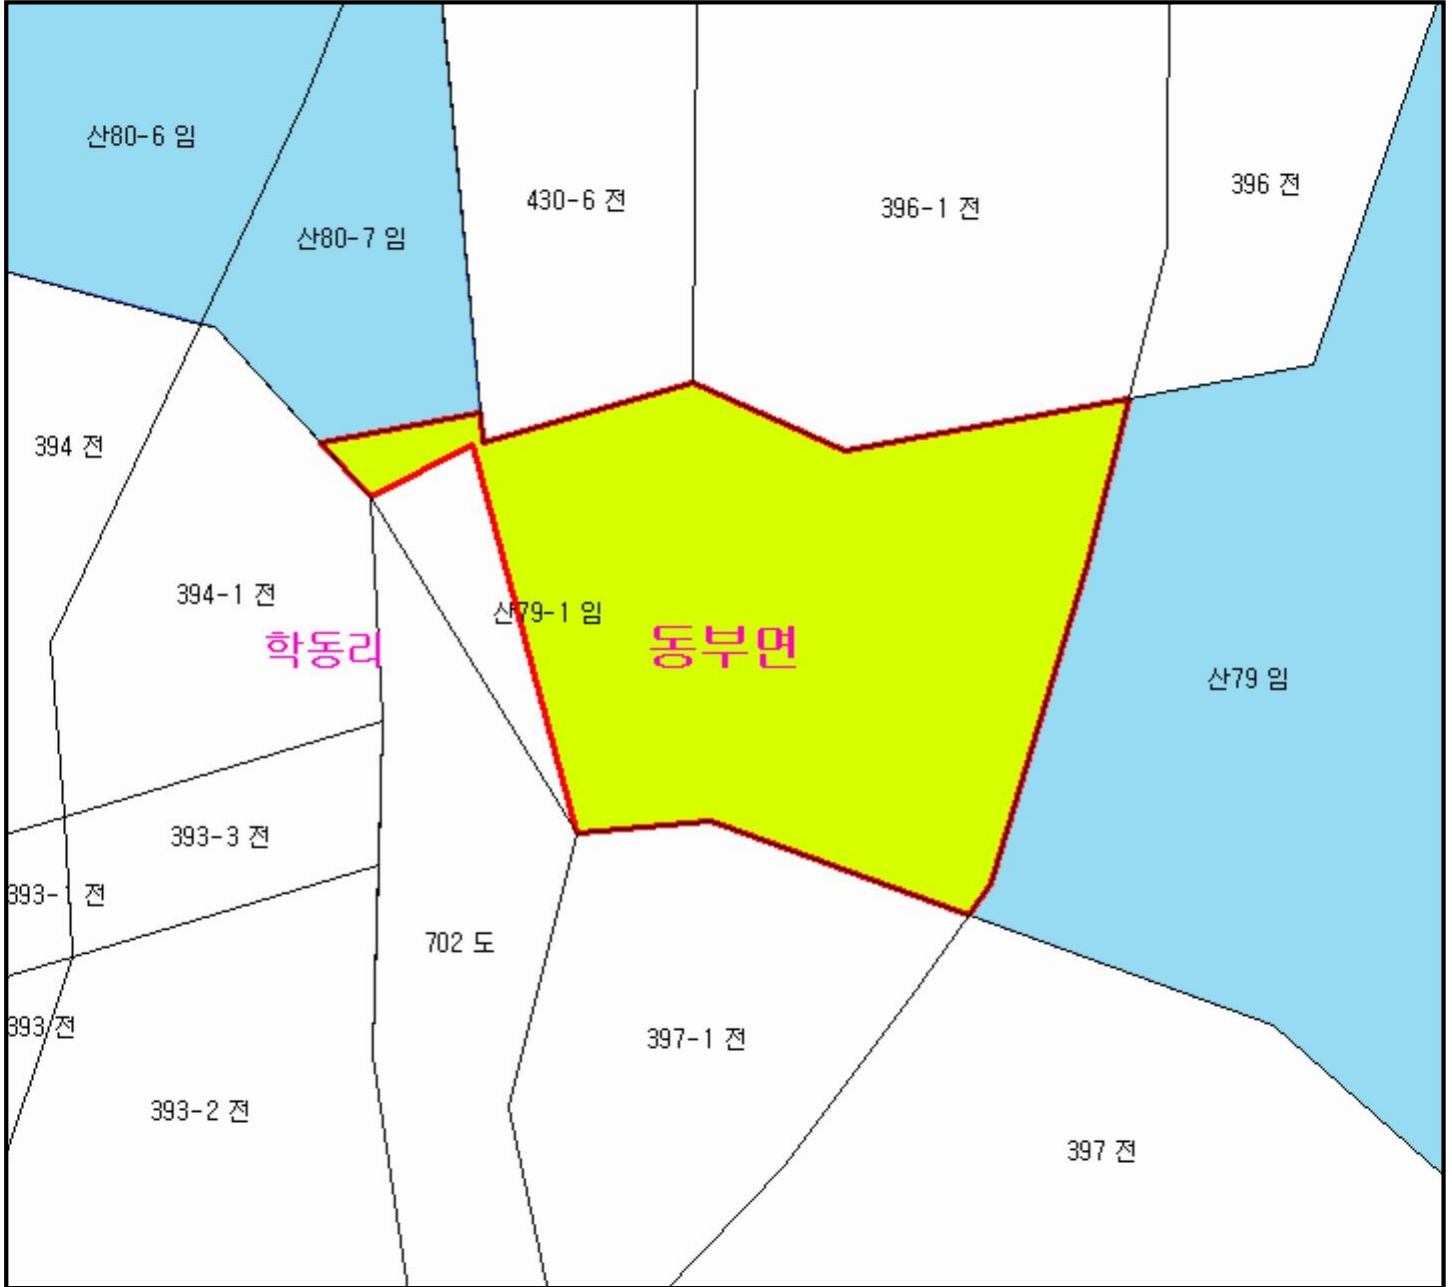 산80-6 임
430-6 전
396-1 전
396 전
산80-7 임
394 전
394-1 전
산79-1 임
학동리
동부면
산79 임
393-3 전
393-1 전
702 도
393 전
397-1 전
393-2 전
397 전